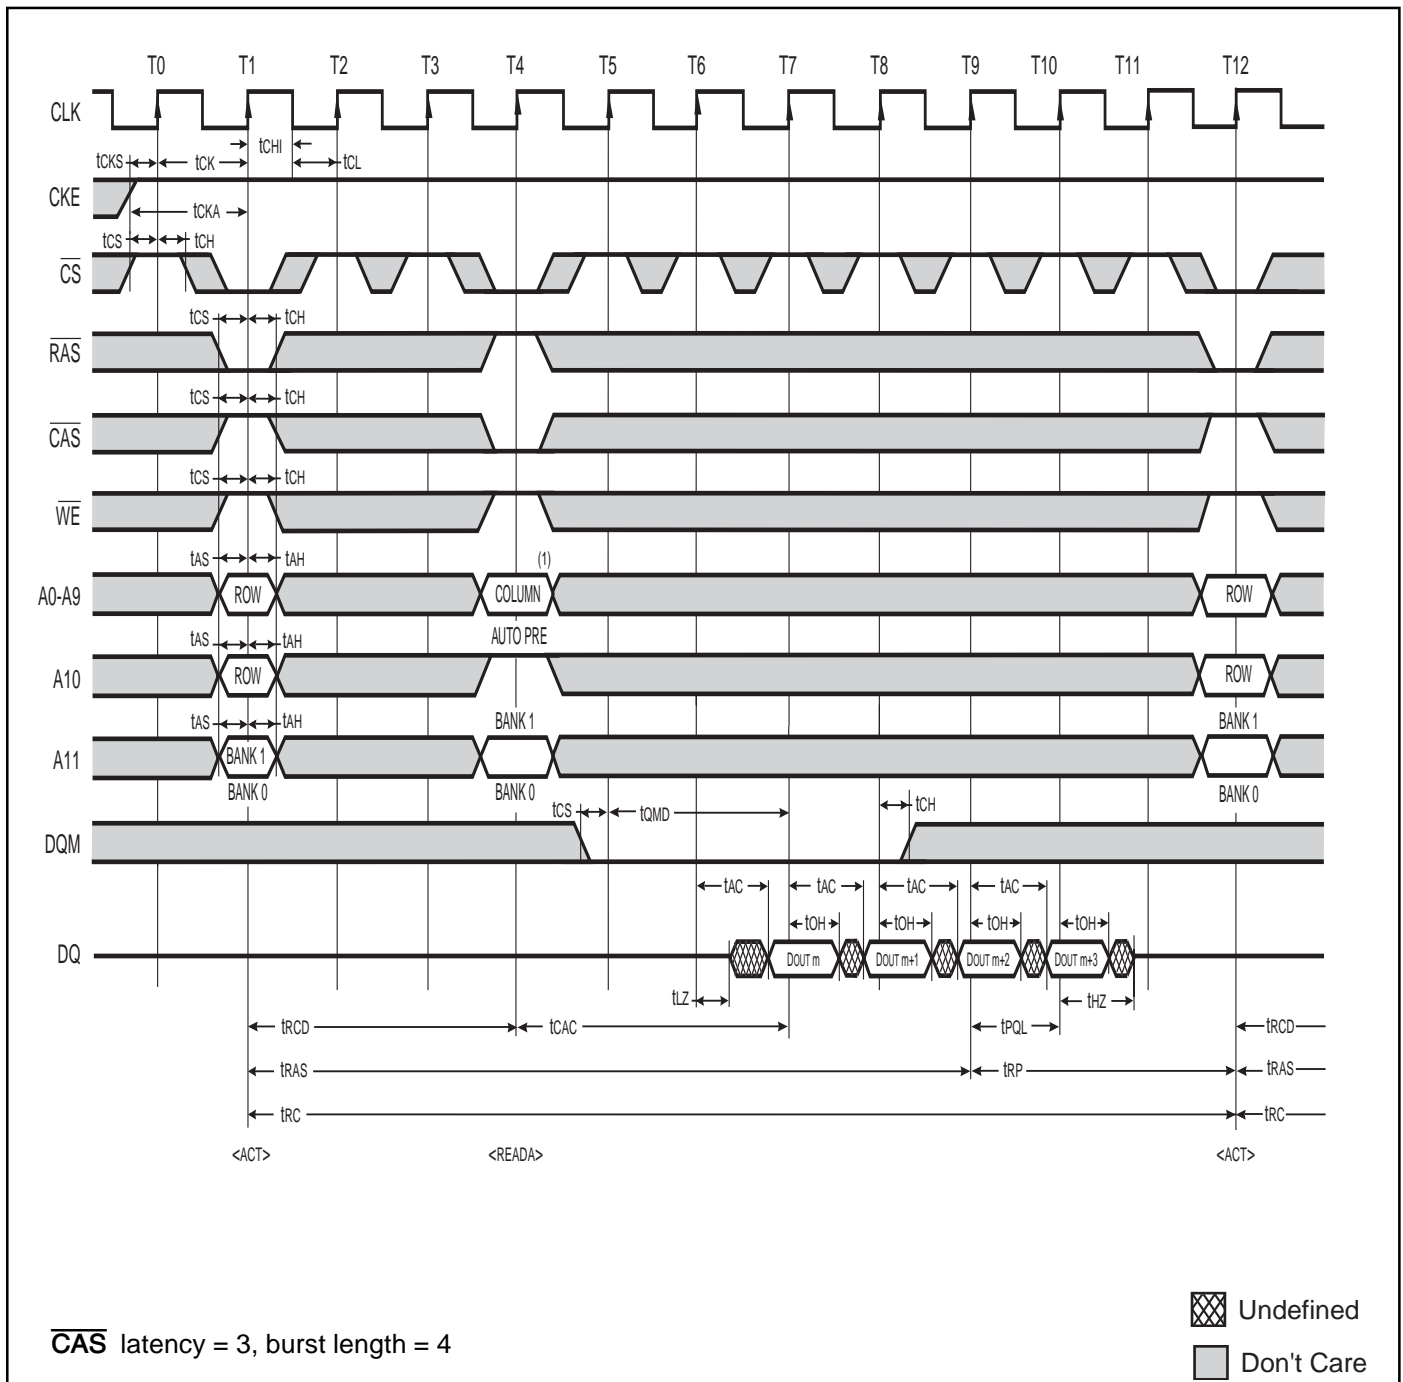 T0 T1 T2 T3 T4 T5 T6 T7 T8 T9 T10 T11 T12
CLK
tCHI
tCKS tCK tCL
CKE
tCKA
tCS tCH
CS
tCS tCH
RAS
tCS tCH
CAS
tCS tCH
WE
tAS tAH (1)
A0-A9 ROW COLUMN ROW
tAS tAH AUTO PRE
A10 ROW ROW
tAS tAH BANK 1 BANK 1
A11 BANK 1
BANK 0 BANK 0 BANK 0
tCS tQMD tCH
DQM
tAC tAC tAC tAC
tOH tOH tOH tOH
DQ DOUT m DOUT m+1 DOUT m+2 DOUT m+3
tLZ tHZ
tRCD tCAC tPQL tRCD
tRAS tRP tRAS
tRC tRC
<ACT> <READA> <ACT>
Undefined
CAS latency = 3, burst length = 4
Don't Care